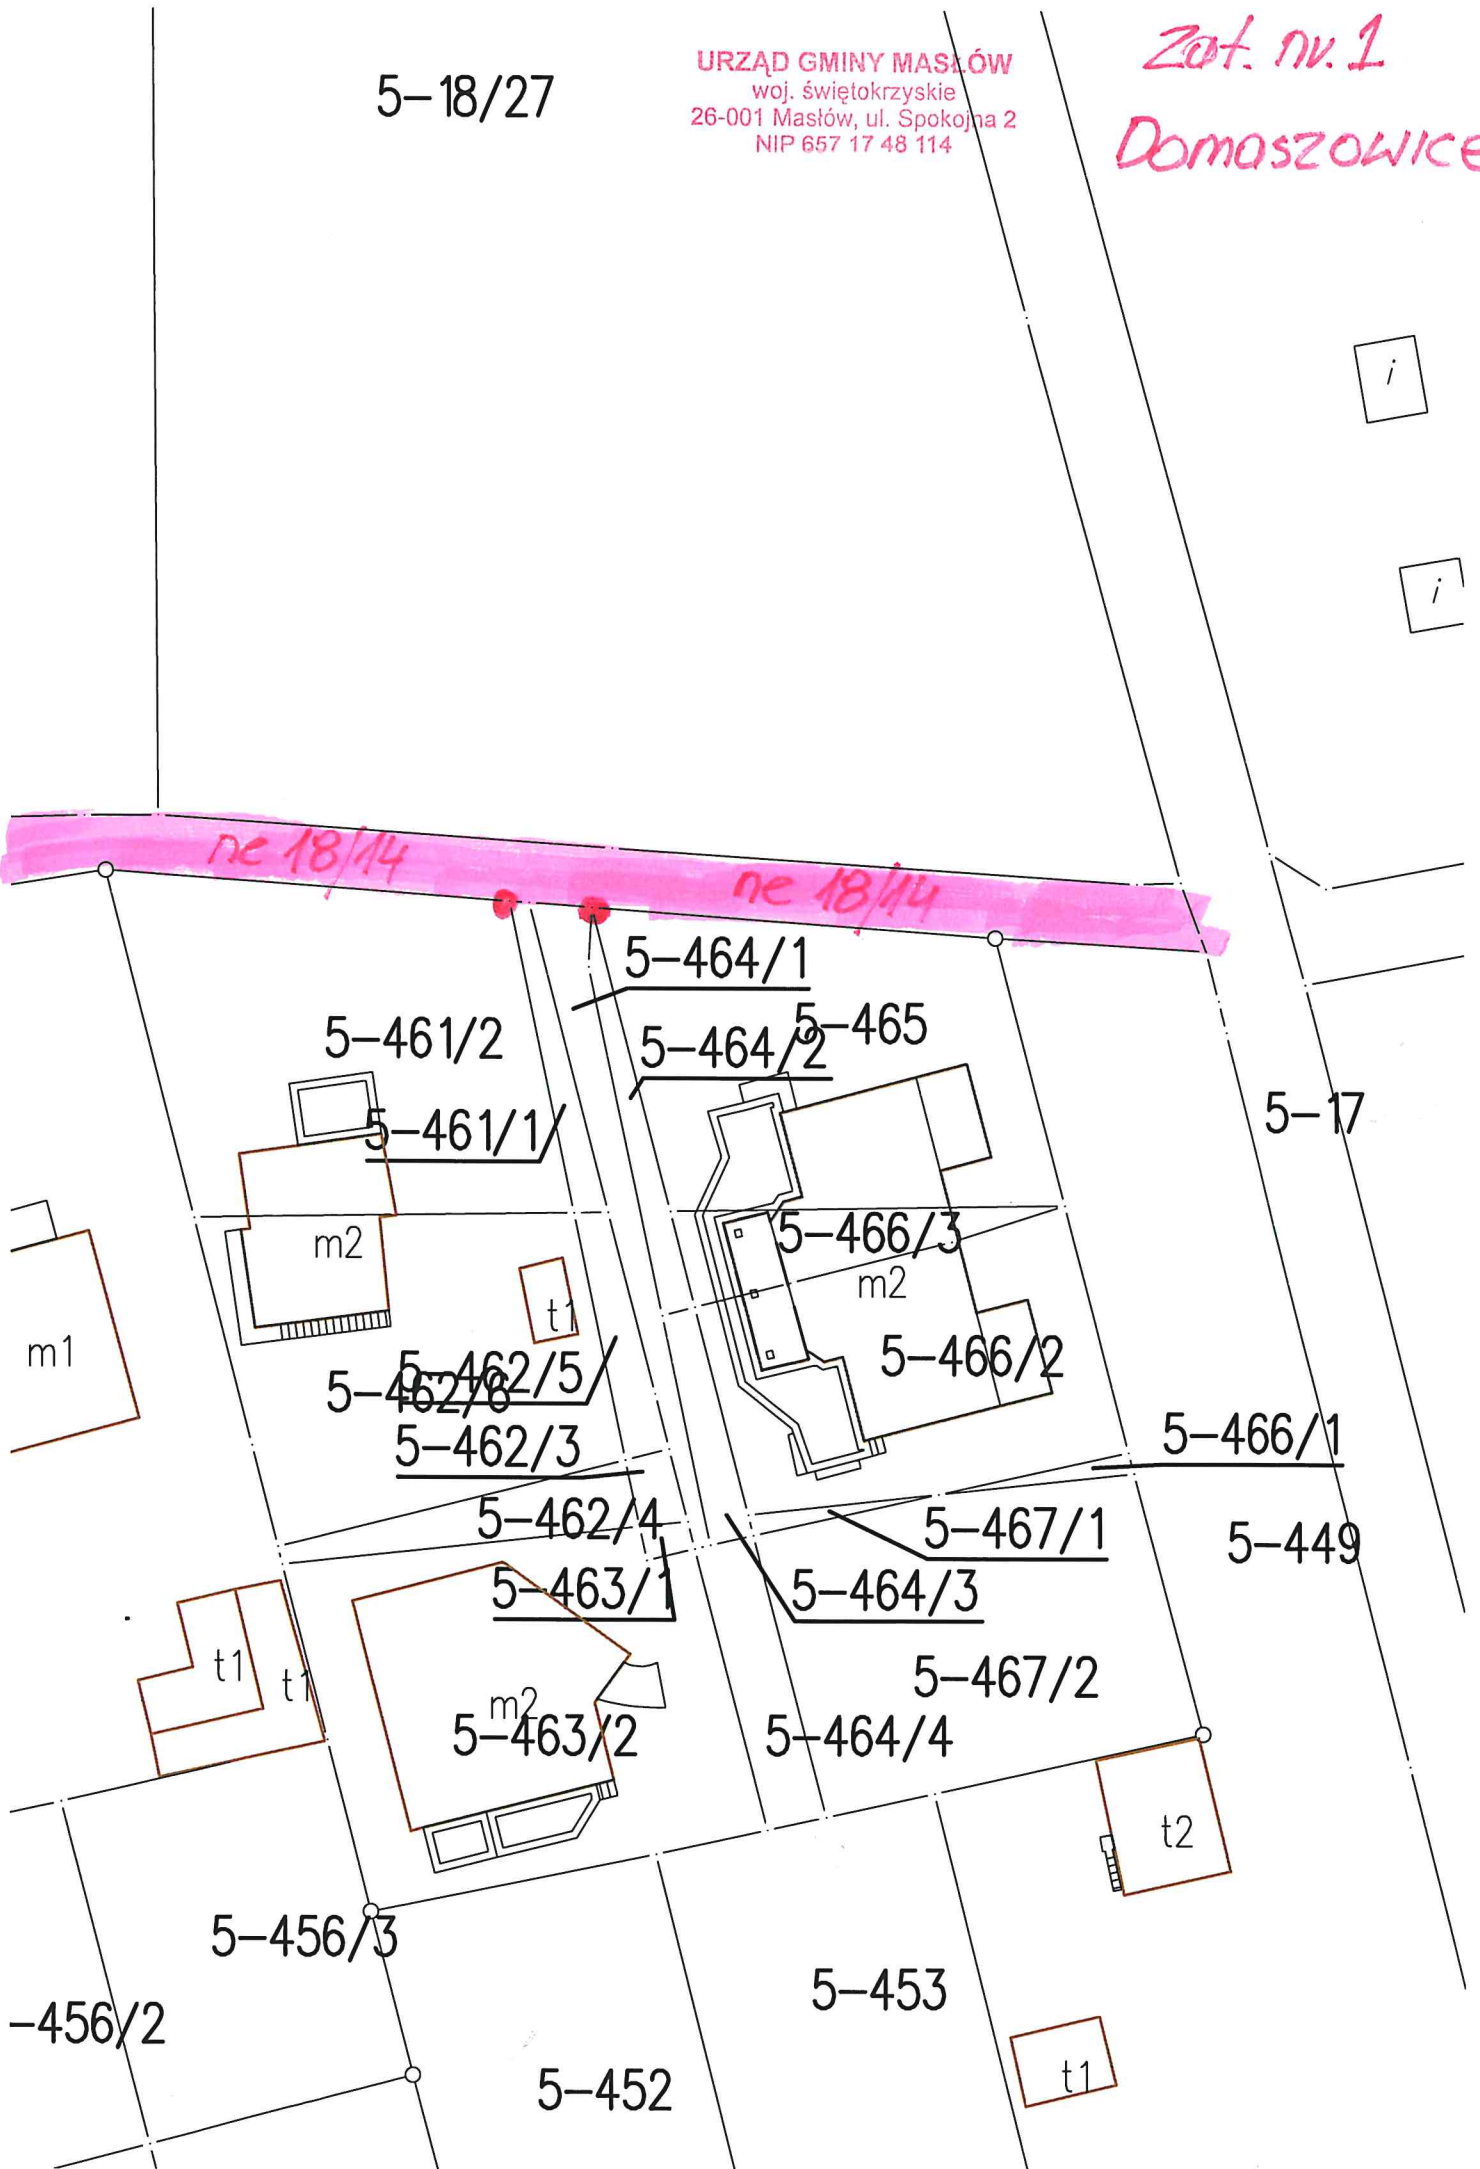 Zał. nr. 1
URZĄD GMINY MASŁÓW
woj. świętokrzyskie
26-001 Masłów, ul. Spokojna 2
NIP 657 17 48 114
5-18/27
Domaszowice
i
i
ne 18/14
ne 18/14
5-464/1
5-461/2
5-465
5-464/2
5-461/1
5-17
m2
5-466/3
m2
t1
m1
5-462/5
5-462/6
5-466/2
5-462/3
5-466/1
5-462/4
5-467/1
5-449
5-463/1
5-464/3
t1
t1
5-467/2
m2
5-463/2
5-464/4
t2
5-456/3
5-453
-456/2
t1
5-452